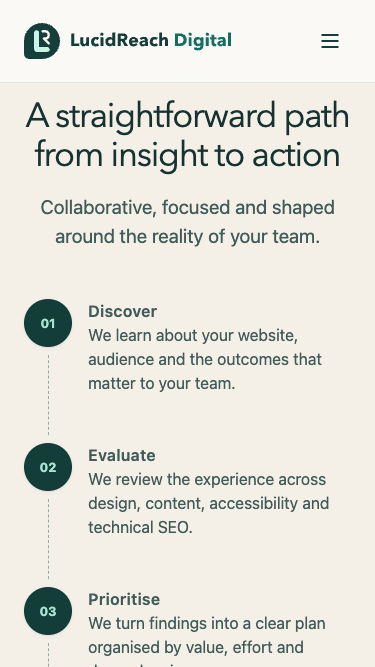 LR
LucidReach Digital
A straightforward path
from insight to action
Collaborative, focused and shaped
around the reality of your team.
01
Discover
We learn about your website,
audience and the outcomes that
matter to your team.
02
Evaluate
We review the experience across
design, content, accessibility and
technical SEO.
03
Prioritise
We turn findings into a clear plan
organised by value, effort and